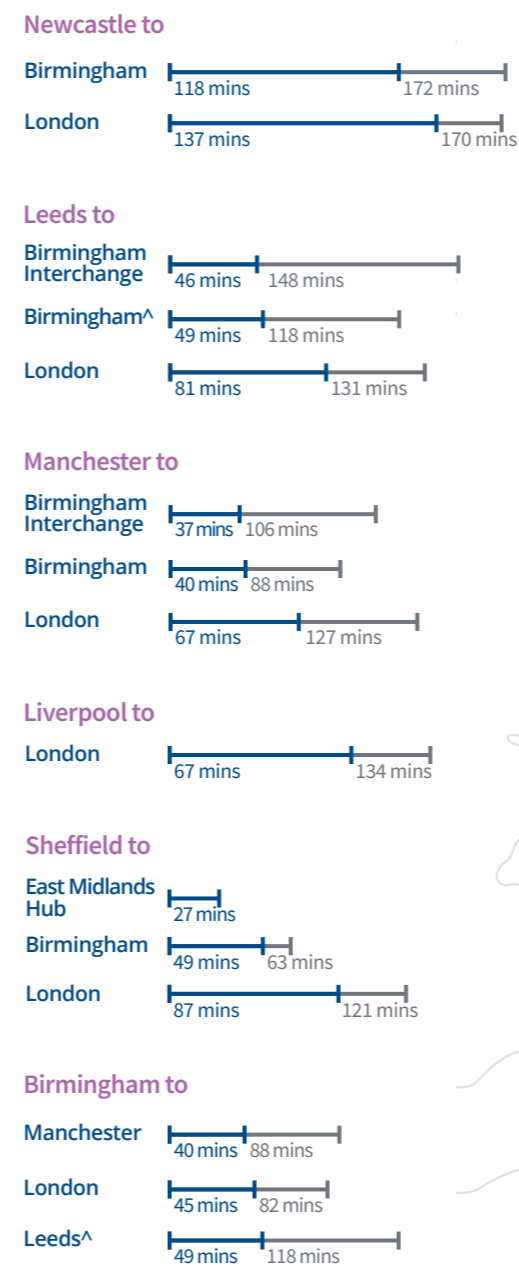 Newcastle to
Birmingham
118 mins 172 mins
London
137 mins 170 mins
Leeds to
Birmingham
Interchange
46 mins 148 mins
Birmingham^
49 mins 118 mins
London
81 mins 131 mins
Manchester to
Birmingham
Interchange
37 mins 106 mins
Birmingham
40 mins 88 mins
London
67 mins 127 mins
Liverpool to
London
67 mins 134 mins
Sheffield to
East Midlands
Hub
27 mins
Birmingham
49 mins 63 mins
London
87 mins 121 mins
Birmingham to
Manchester
40 mins 88 mins
London
45 mins 82 mins
Leeds^
49 mins 118 mins